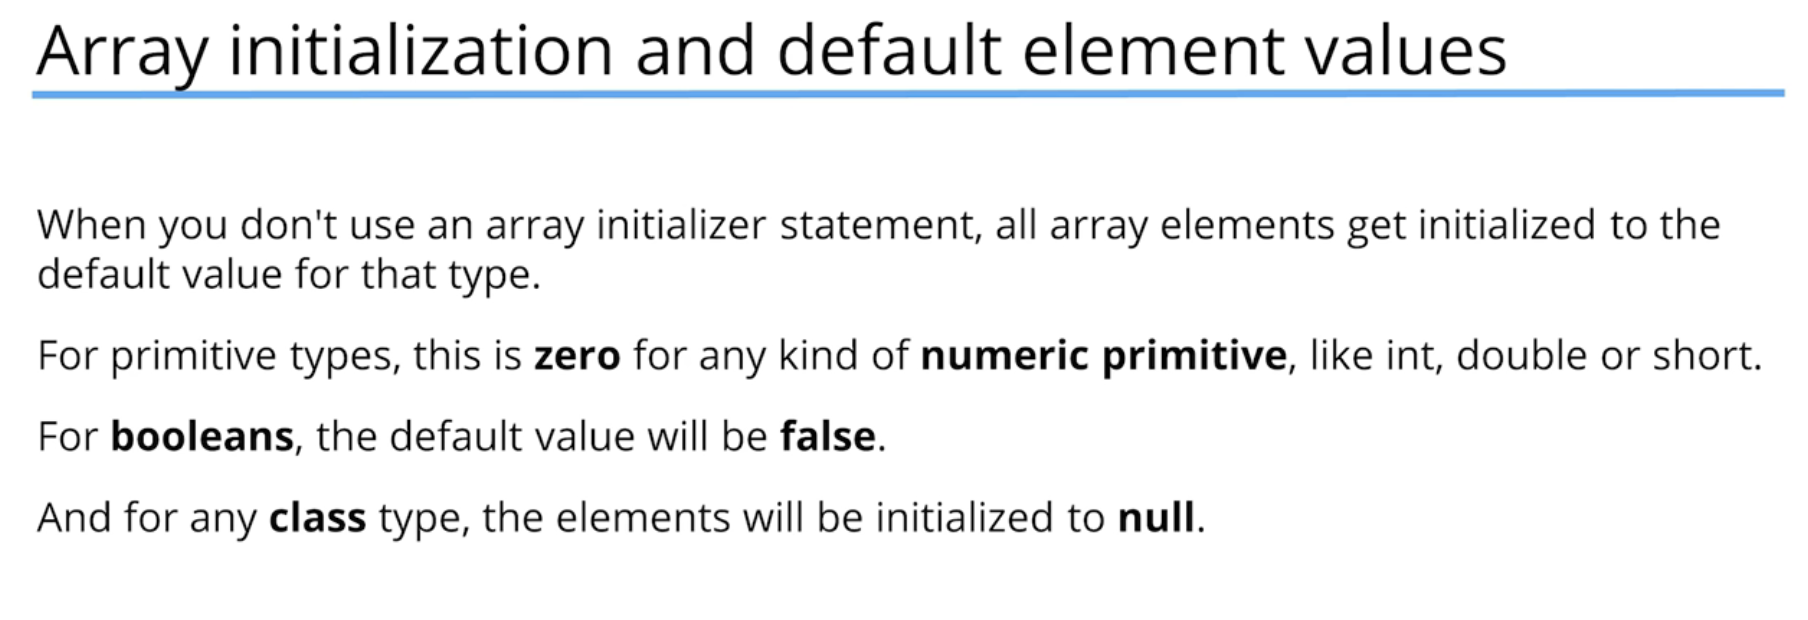 Array initialization and default element values
When you don't use an array initializer statement, all array elements get initialized to the
default value for that type.
For primitive types, this is zero for any kind of numeric primitive, like int, double or short.
For booleans, the default value will be false.
And for any class type, the elements will be initialized to null.